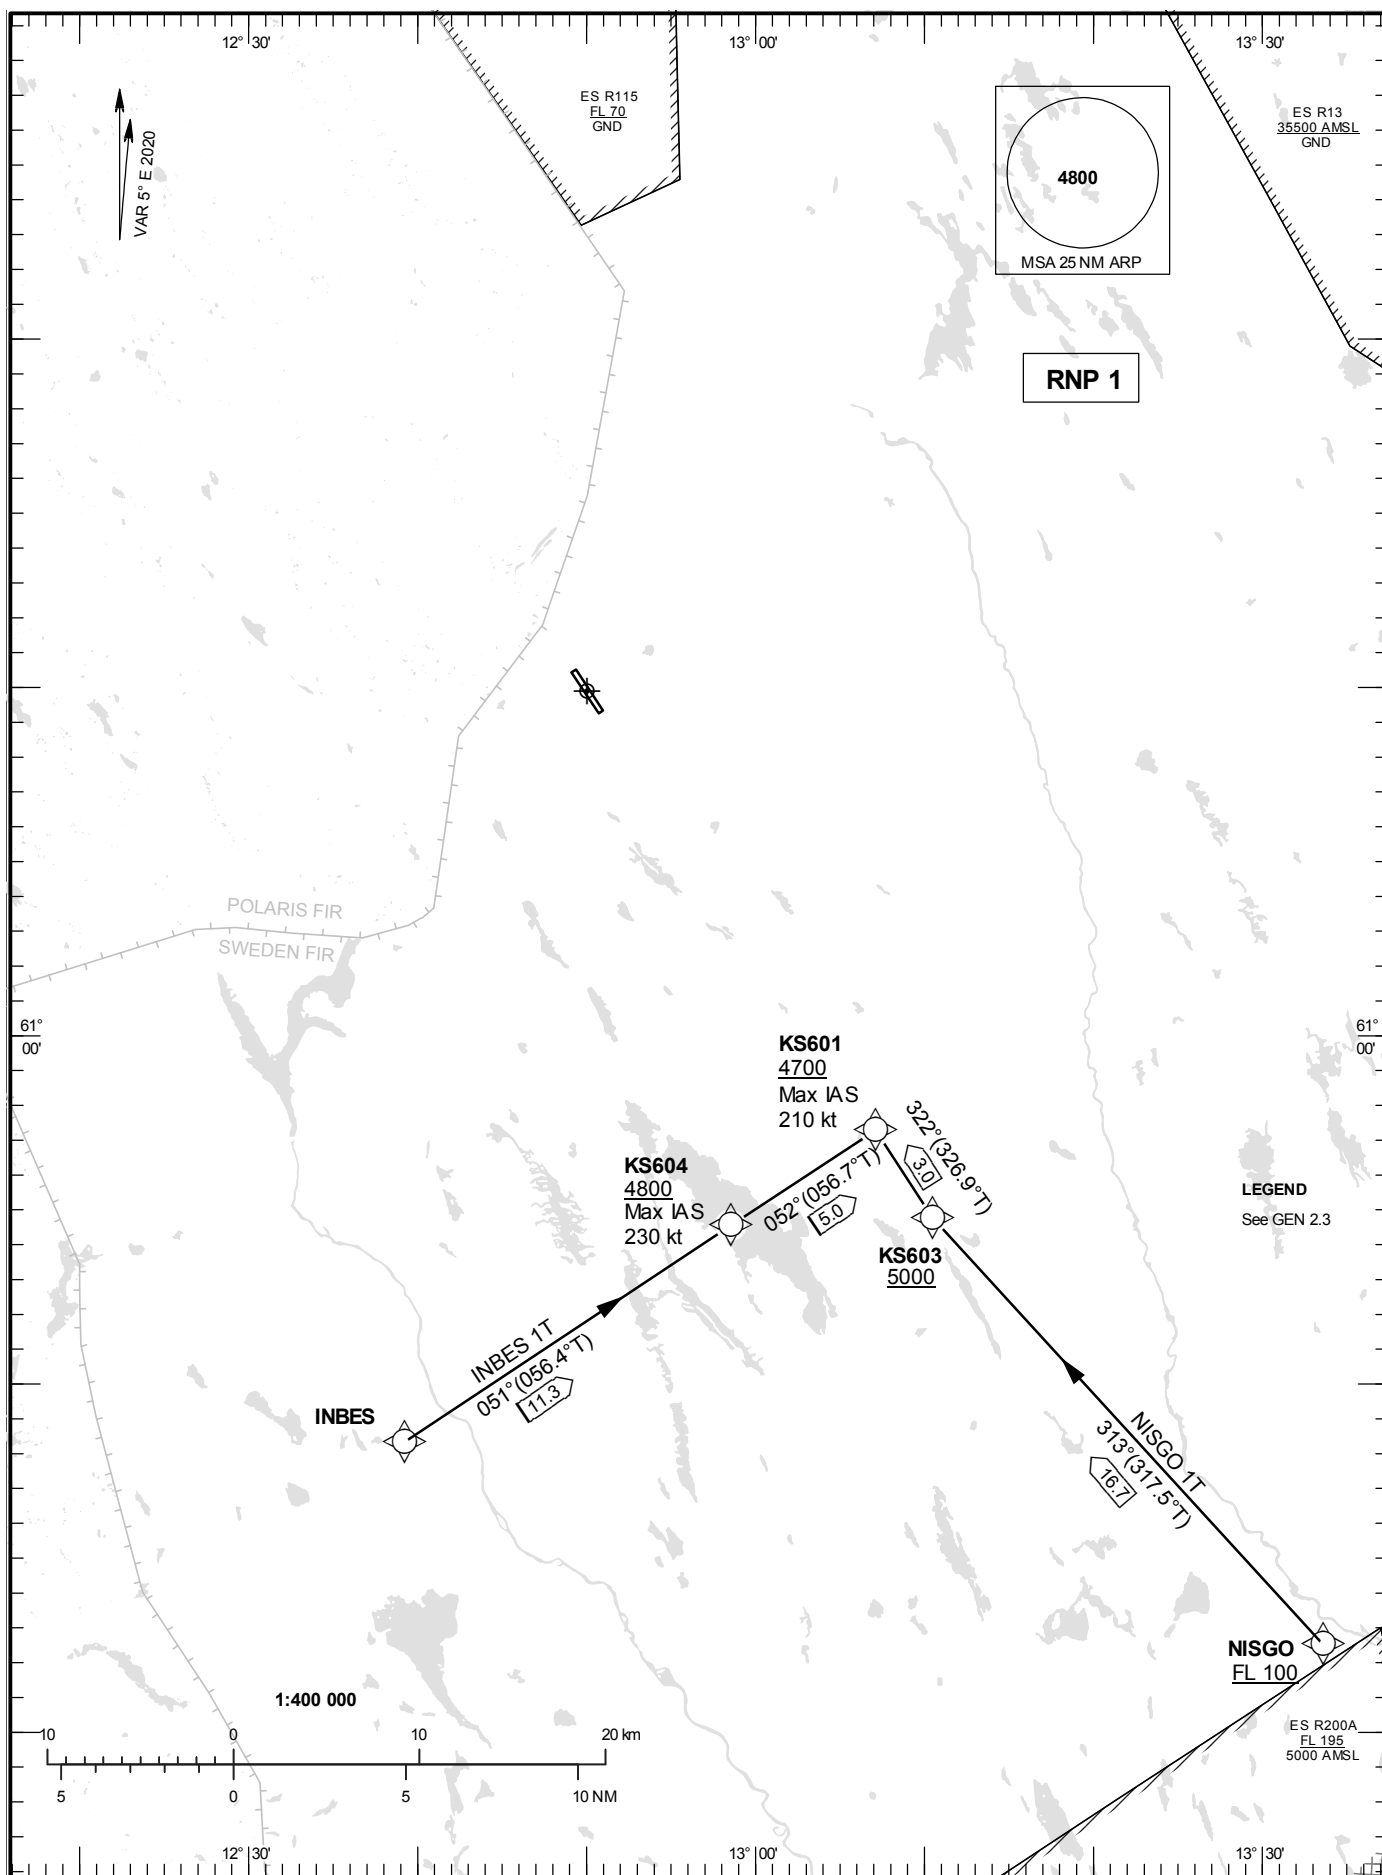 12° 30'
13° 00'
13° 30'
VAR 5° E 2020
ES R115
FL 70
GND
4800
MSA 25 NM ARP
ES R13
35500 AMSL
GND
RNP 1
POLARIS FIR
SWEDEN FIR
61°
00'
61°
00'
KS601
4700
Max IAS
210 kt
322°(326.9°T)
3.0
KS604
4800
Max IAS
230 kt
052°(056.7°T)
5.0
KS603
5000
LEGEND
See GEN 2.3
INBES 1T
051°(056.4°T)
11.3
INBES
NISGO 1T
313°(317.5°T)
16.7
NISGO
FL 100
1:400 000
10 0 10 20 km
5 0 5 10 NM
ES R200A
FL 195
5000 AMSL
12° 30'
13° 00'
13° 30'